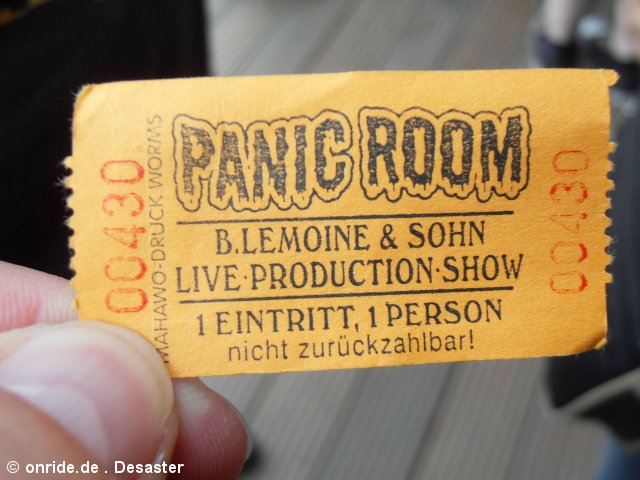 00430
MAHAWO-DRUCK WORMS
PANIC ROOM
B.LEMOINE & SOHN
LIVE·PRODUCTION·SHOW
1 EINTRITT, 1 PERSON
nicht zurückzahlbar!
00430
© onride.de . Desaster